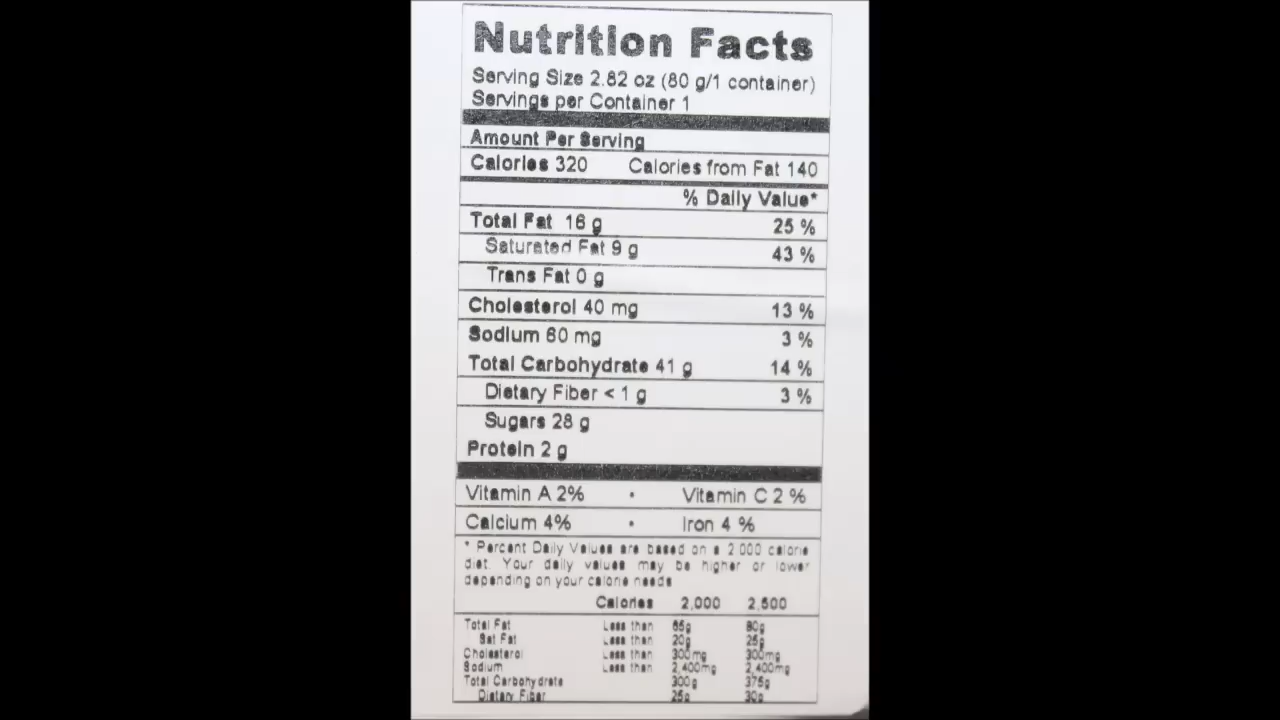 Nutrition Facts
Serving Size 2.82 oz (80 g/1 container)
Servings per Container 1
Amount Per Serving
Calories 320 Calories from Fat 140
% Daily Value*
Total Fat 16 g 25 %
Saturated Fat 9 g 43 %
Trans Fat 0 g
Cholesterol 40 mg 13 %
Sodium 60 mg 3 %
Total Carbohydrate 41 g 14 %
Dietary Fiber < 1 g 3 %
Sugars 28 g
Protein 2 g
Vitamin A 2% • Vitamin C 2 %
Calcium 4% • Iron 4 %
* Percent Daily Values are based on a 2 000 calorie
diet. Your daily values may be higher or lower
depending on your calorie needs
Calories 2,000 2,500
Total Fat Less than 65g 80g
Sat Fat Less than 20g 25g
Cholesterol Less than 300mg 300mg
Sodium Less than 2,400mg 2,400mg
Total Carbohydrate 300g 375g
Dietary Fiber 25g 30g